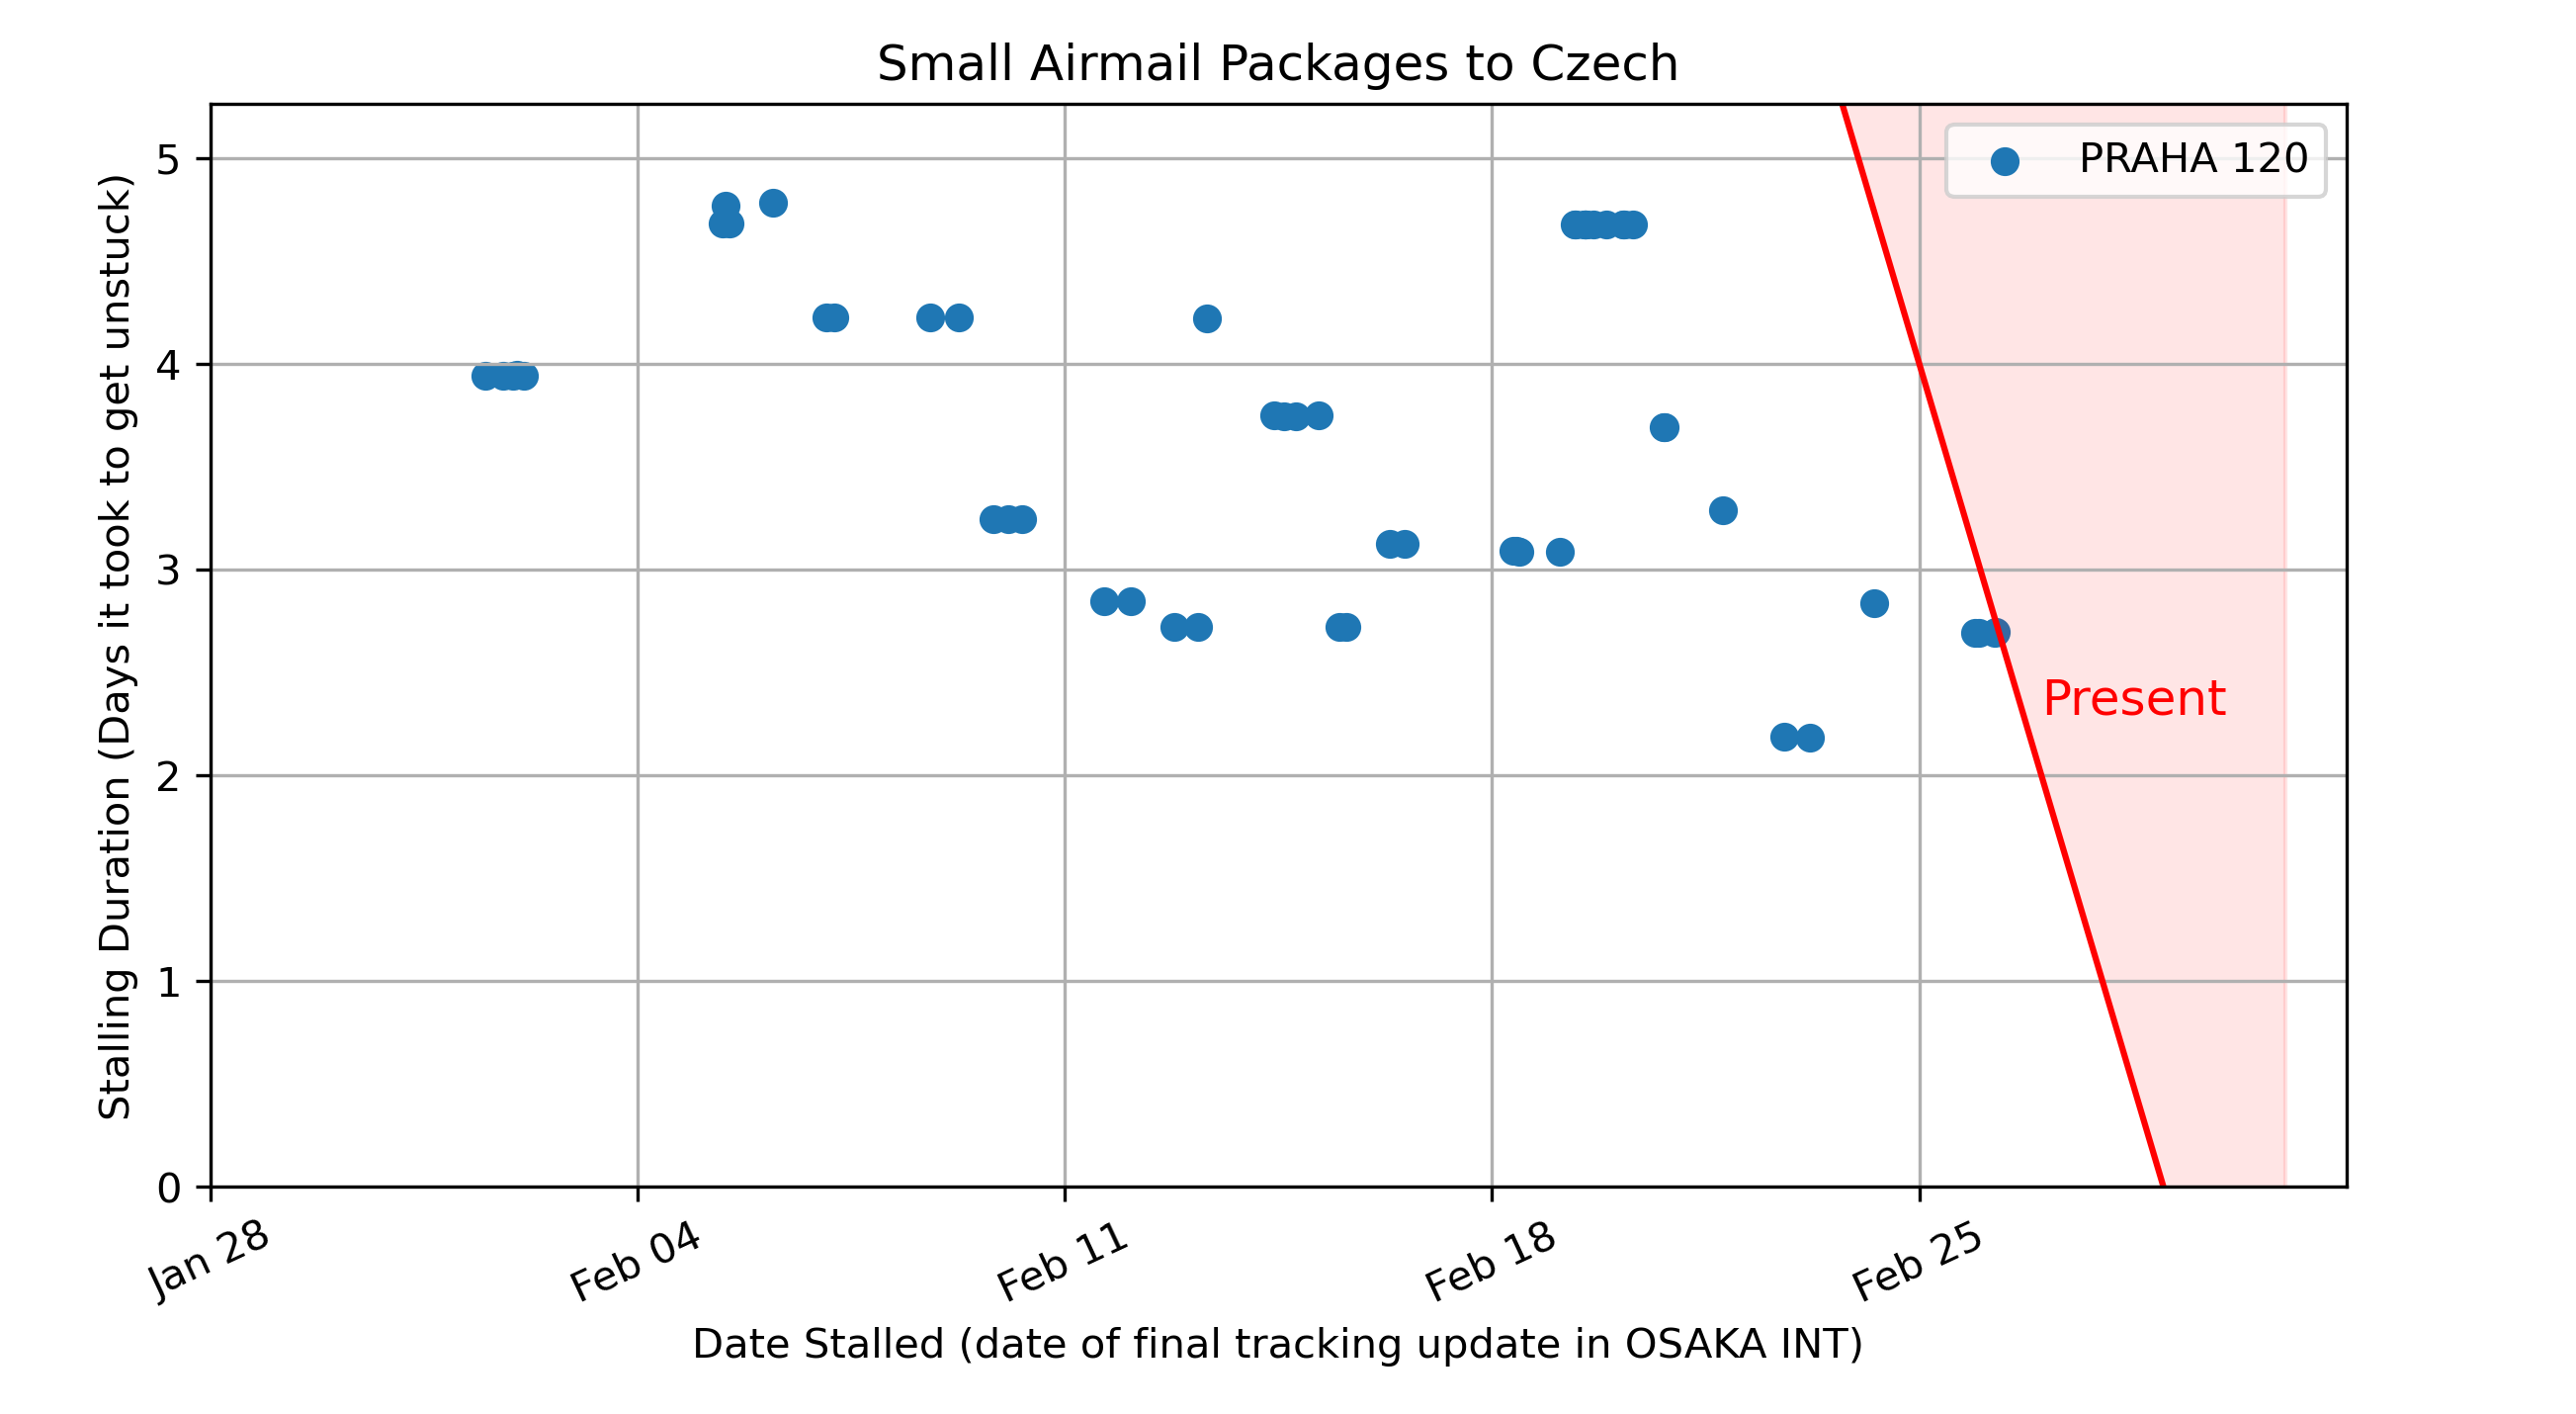 Small Airmail Packages to Czech
PRAHA 120
Stalling Duration (Days it took to get unstuck)
5
4
3
2
1
0
Present
Jan 28
Feb 04
Feb 11
Feb 18
Feb 25
Date Stalled (date of final tracking update in OSAKA INT)